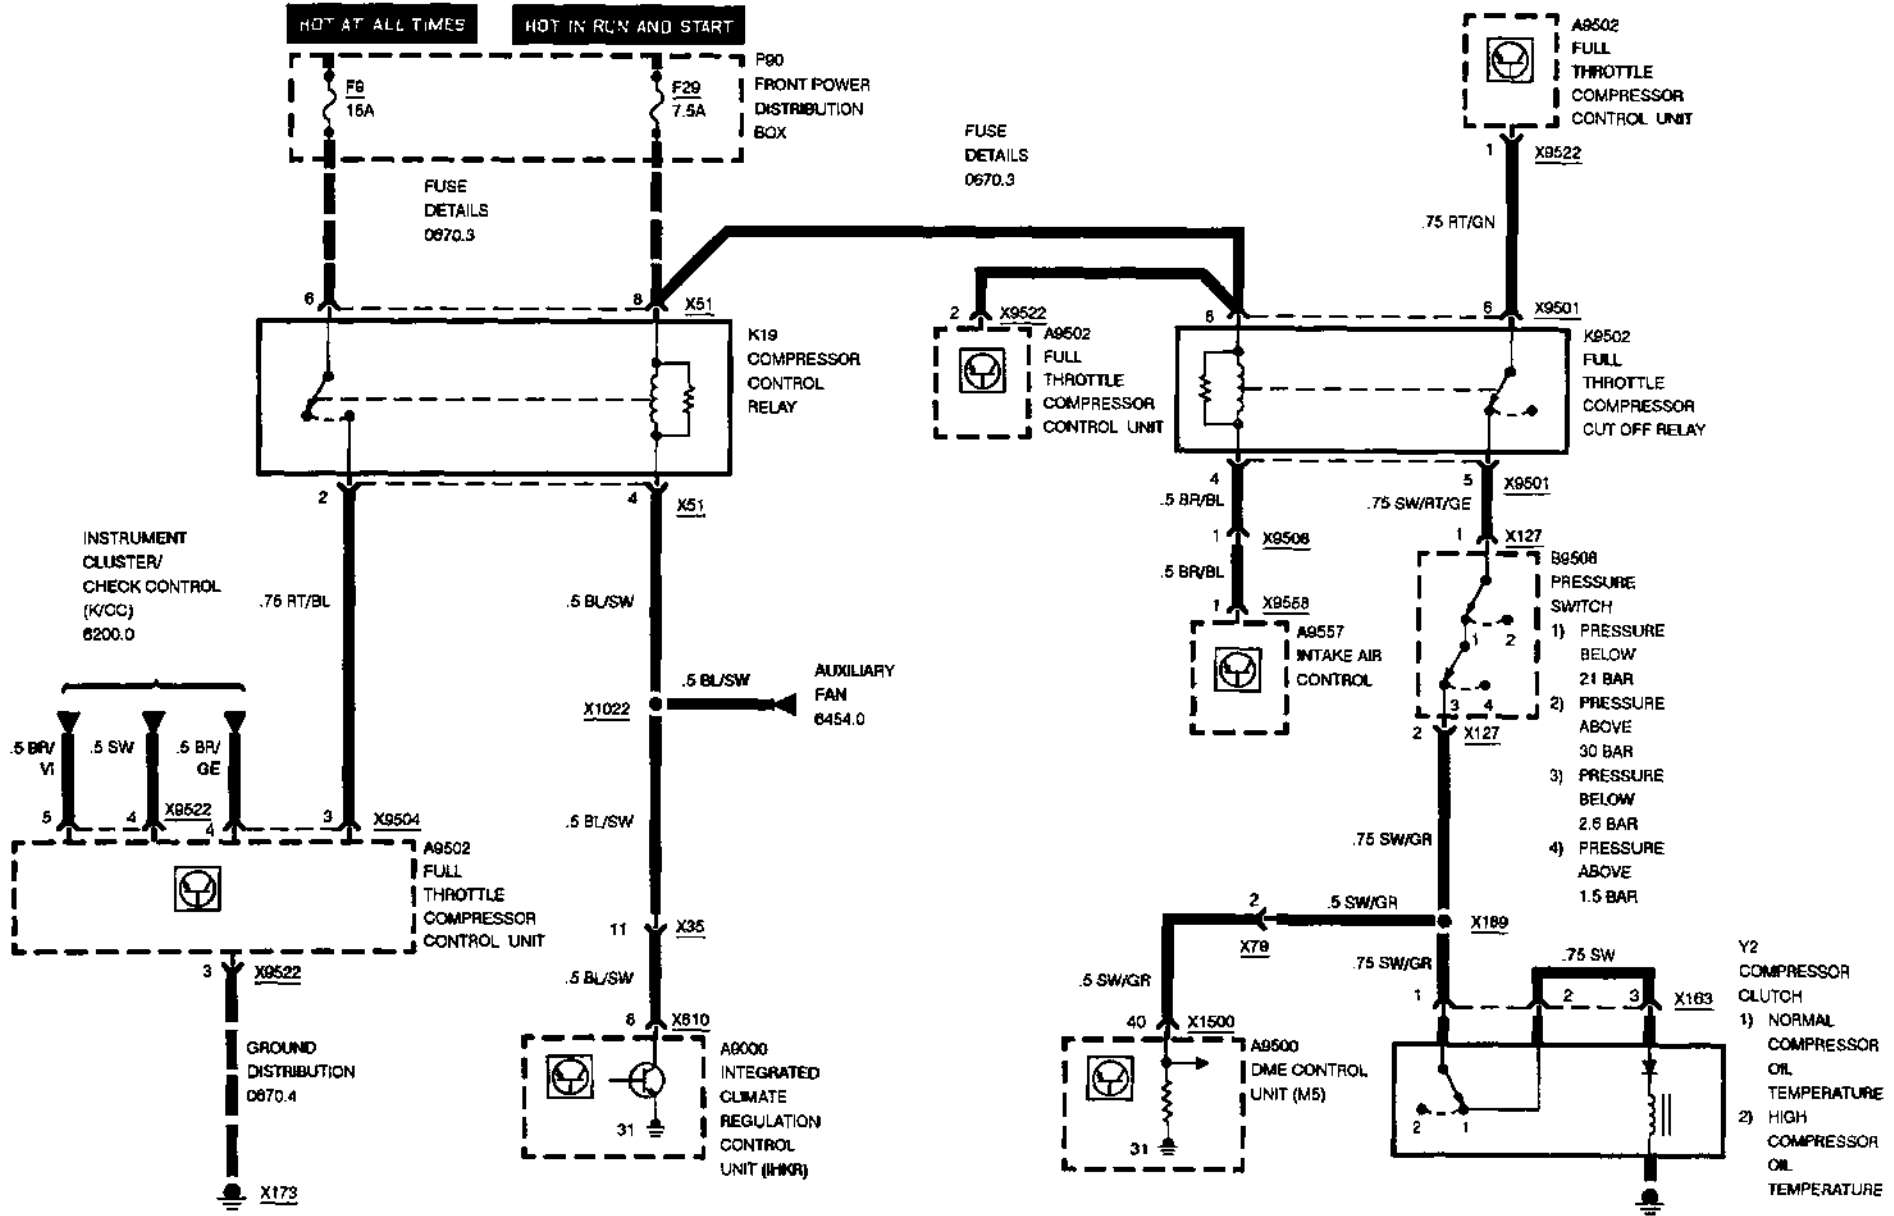 HOT AT ALL TIMES
HOT IN RUN AND START
P90
FRONT POWER
DISTRIBUTION
BOX
F9
15A
F29
7.5A
FUSE
DETAILS
0670.3
FUSE
DETAILS
0670.3
A9502
FULL
THROTTLE
COMPRESSOR
CONTROL UNIT
1
X9522
.75 RT/GN
6
8
X51
K19
COMPRESSOR
CONTROL
RELAY
2
4
X51
2
X9522
A9502
FULL
THROTTLE
COMPRESSOR
CONTROL UNIT
6
X9501
K9502
FULL
THROTTLE
COMPRESSOR
CUT OFF RELAY
4
.5 BR/BL
5
X9501
.75 SW/RT/GE
1
X9508
.5 BR/BL
1
X9558
A9557
INTAKE AIR
CONTROL
1
X127
B9508
PRESSURE
SWITCH
1) PRESSURE
BELOW
21 BAR
2) PRESSURE
ABOVE
30 BAR
3) PRESSURE
BELOW
2.6 BAR
4) PRESSURE
ABOVE
1.5 BAR
1
2
3
4
2
X127
INSTRUMENT
CLUSTER/
CHECK CONTROL
(K/CC)
6200.0
.75 RT/BL
.5 BL/SW
.5 BL/SW
X1022
AUXILIARY
FAN
6454.0
.5 BR/
VI
.5 SW
.5 BR/
GE
5
4
X9522
4
3
X9504
A9502
FULL
THROTTLE
COMPRESSOR
CONTROL UNIT
.5 BL/SW
11
X35
3
X9522
.5 BL/SW
6
X610
GROUND
DISTRIBUTION
0670.4
X173
A9000
INTEGRATED
CLIMATE
REGULATION
CONTROL
UNIT (IHKR)
31
.75 SW/GR
2
.5 SW/GR
X189
X79
.75 SW/GR
.5 SW/GR
40
X1500
A9500
DME CONTROL
UNIT (M5)
31
.75 SW
1
2
3
X163
Y2
COMPRESSOR
CLUTCH
1) NORMAL
COMPRESSOR
OIL
TEMPERATURE
2) HIGH
COMPRESSOR
OIL
TEMPERATURE
2
1